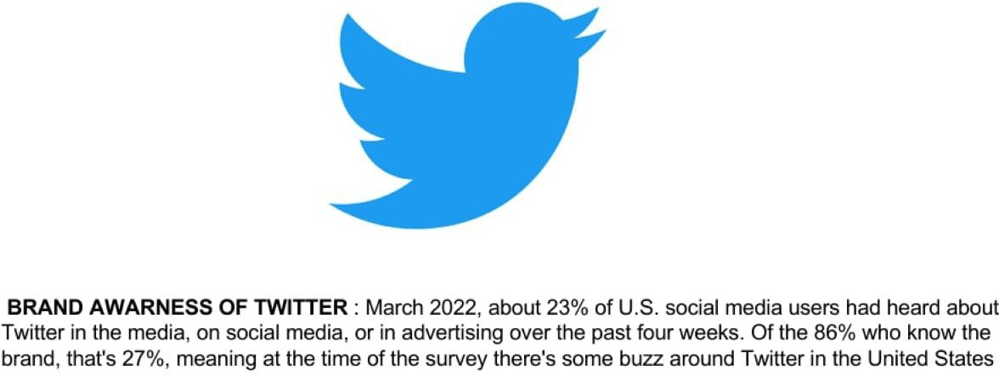 BRAND AWARNESS OF TWITTER : March 2022, about 23% of U.S. social media users had heard about
Twitter in the media, on social media, or in advertising over the past four weeks. Of the 86% who know the
brand, that's 27%, meaning at the time of the survey there's some buzz around Twitter in the United States